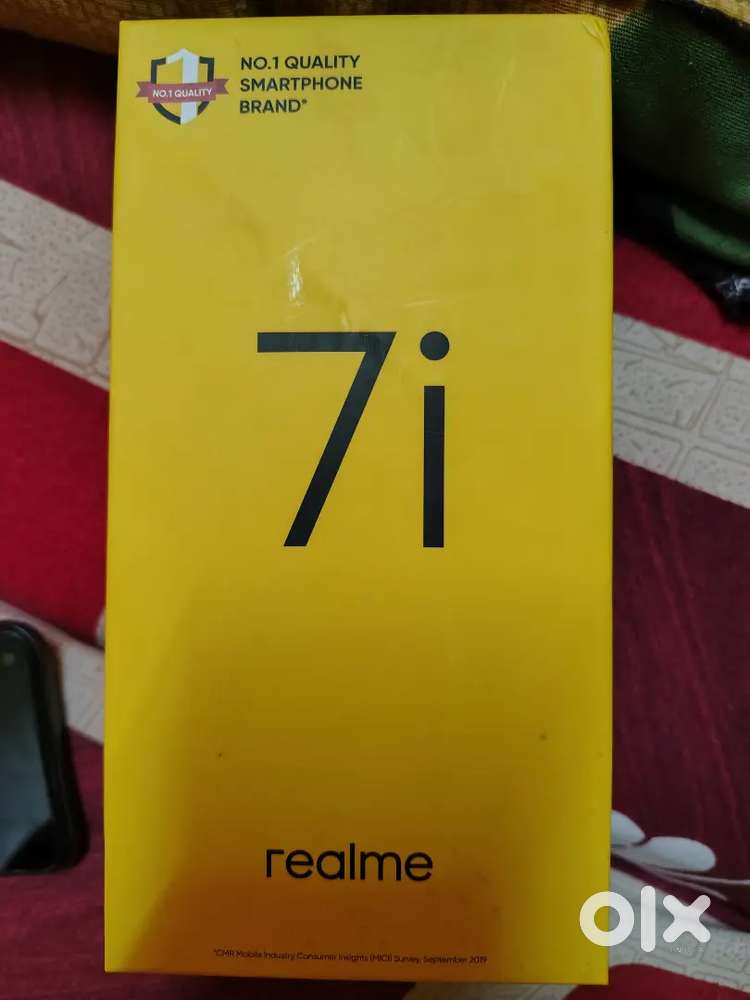 NO.1 QUALITY
NO.1 QUALITY
SMARTPHONE
BRAND*
7i
realme
*CMR Mobile Industry Consumer Insights (MICI) Survey, September 2019
olx